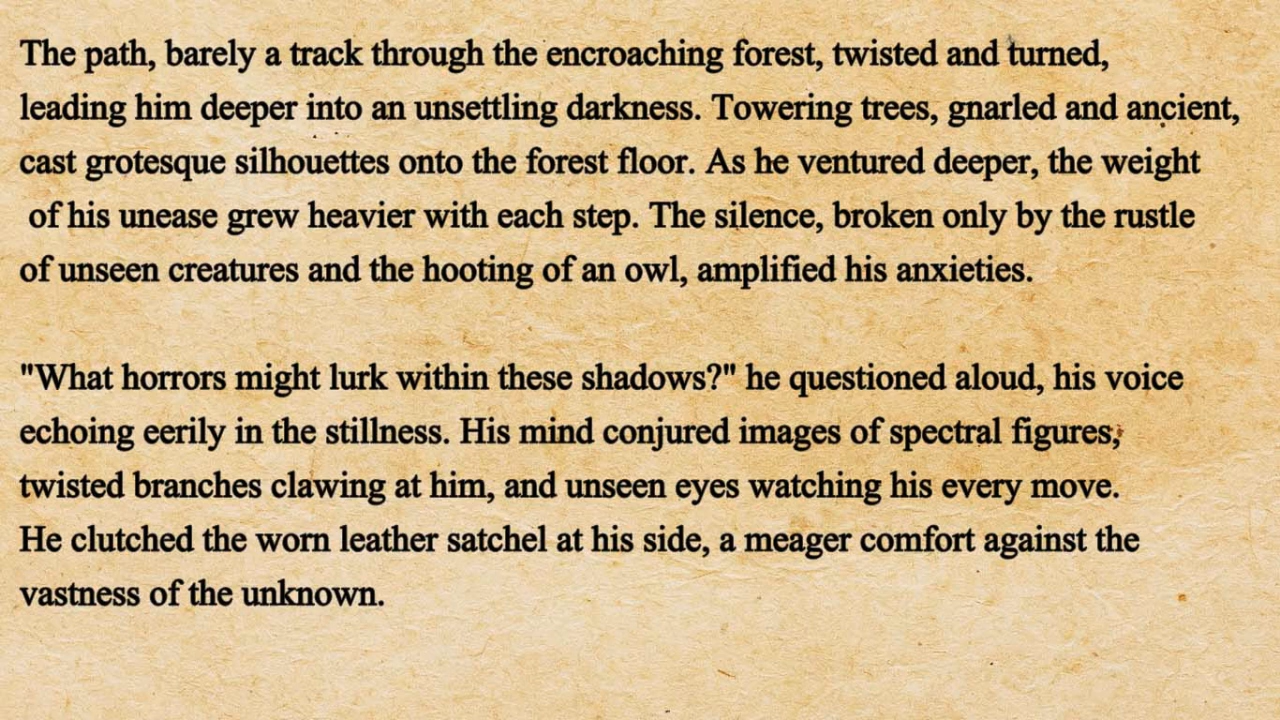 The path, barely a track through the encroaching forest, twisted and turned,
leading him deeper into an unsettling darkness. Towering trees, gnarled and ancient,
cast grotesque silhouettes onto the forest floor. As he ventured deeper, the weight
of his unease grew heavier with each step. The silence, broken only by the rustle
of unseen creatures and the hooting of an owl, amplified his anxieties.

"What horrors might lurk within these shadows?" he questioned aloud, his voice
echoing eerily in the stillness. His mind conjured images of spectral figures,
twisted branches clawing at him, and unseen eyes watching his every move.
He clutched the worn leather satchel at his side, a meager comfort against the
vastness of the unknown.